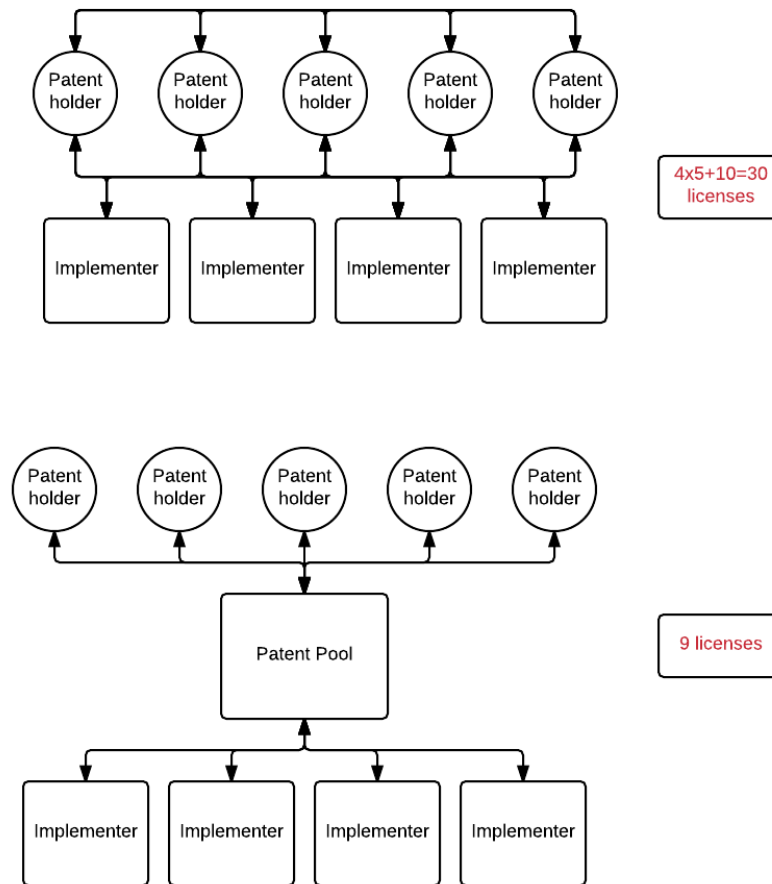 Patent
holder
Patent
holder
Patent
holder
Patent
holder
Patent
holder
4x5+10=30
licenses
Implementer
Implementer
Implementer
Implementer
Patent
holder
Patent
holder
Patent
holder
Patent
holder
Patent
holder
Patent Pool
9 licenses
Implementer
Implementer
Implementer
Implementer